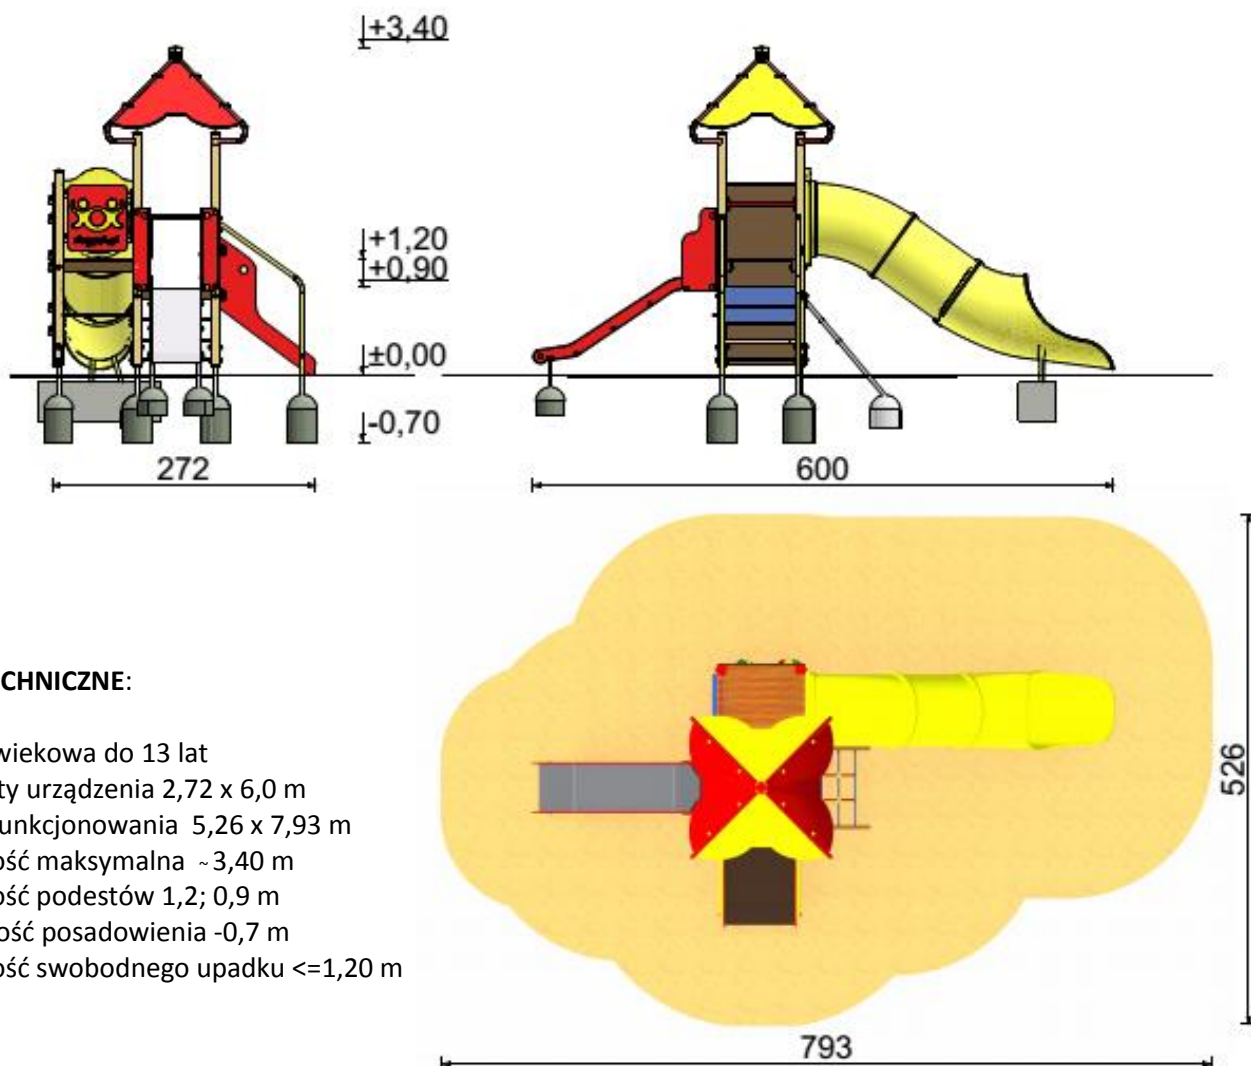 +3,40
+1,20
+0,90
±0,00
-0,70
272
600
CHNICZNE:
wiekowa do 13 lat
ty urządzenia 2,72 x 6,0 m
unkcjonowania 5,26 x 7,93 m
ość maksymalna ~3,40 m
ość podestów 1,2; 0,9 m
ość posadowienia -0,7 m
ość swobodnego upadku <=1,20 m
526
793